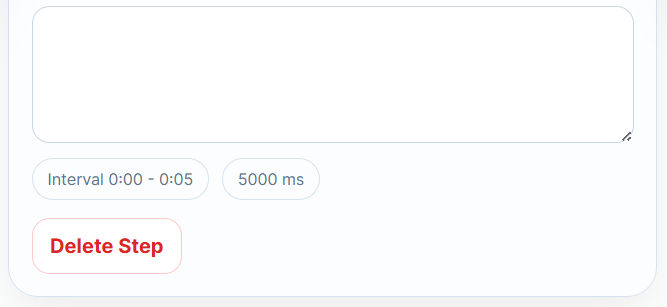 Interval 0:00 - 0:05
5000 ms
Delete Step